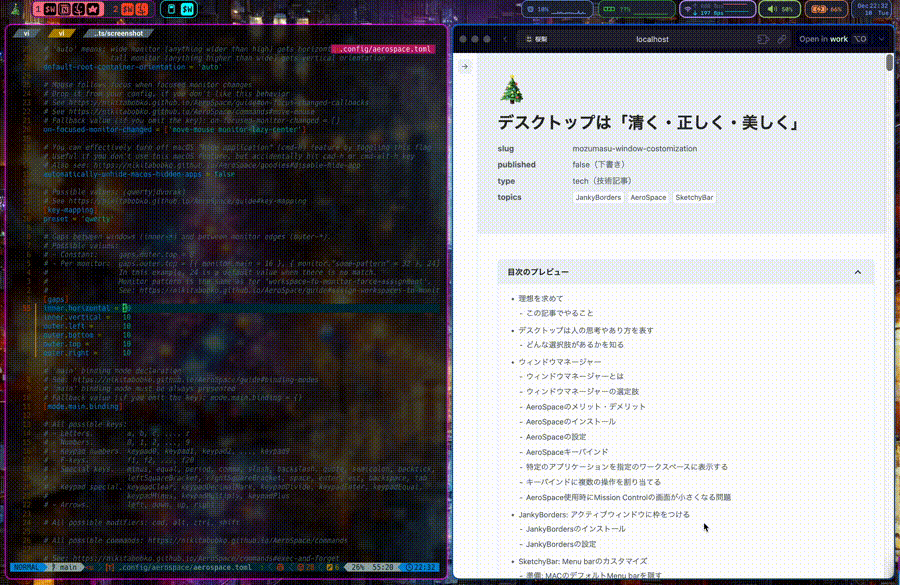 1
2
10%
77%
197 Bps
50%
66%
Dec 22:32
10 Tue
vi
vi
..ts/screenshot
.config/aerospace.toml
default-root-container-orientation = 'auto'
# Mouse follows focus when focused monitor changes
# Drop it from your config, if you don't like this behavior
# See https://nikitabobko.github.io/AeroSpace/guide#on-focus-changed-callbacks
# See https://nikitabobko.github.io/AeroSpace/commands#move-mouse
# Fallback value (if you omit the key): on-focused-monitor-changed = []
on-focused-monitor-changed = ['move-mouse monitor-lazy-center']
# You can effectively turn off macOS "Hide application" (cmd-h) feature by toggling this flag
# Useful if you don't use this macOS feature, but accidentally hit cmd-h or cmd-alt-h key
# Also see: https://nikitabobko.github.io/AeroSpace/goodies#disable-hide-app
automatically-unhide-macos-hidden-apps = false
# Possible values: (qwerty|dvorak)
# See https://nikitabobko.github.io/AeroSpace/guide#key-mapping
[key-mapping]
preset = 'qwerty'
# Gaps between windows (inner-*) and between monitor edges (outer-*).
# Possible values:
# - Constant: gaps.outer.top = 8
# - Per monitor: gaps.outer.top = [{ monitor.main = 16 }, { monitor."some-pattern" = 32 }, 24]
# In this example, 24 is a default value when there is no match.
# Monitor pattern is the same as for 'workspace-to-monitor-force-assignment'.
[gaps]
inner.horizontal = 10
inner.vertical = 10
outer.left = 10
outer.bottom = 10
outer.top = 10
outer.right = 10
# 'main' binding mode declaration
# See: https://nikitabobko.github.io/AeroSpace/guide#binding-modes
# 'main' binding mode must be always presented
# Fallback value (if you omit the key): mode.main.binding = {}
[mode.main.binding]
# All possible keys:
# - Letters. a, b, c, ..., z
# - Numbers. 0, 1, 2, ..., 9
# - Keypad numbers. keypad0, keypad1, keypad2, ..., keypad9
# - F-keys. f1, f2, ..., f20
# - Special keys. minus, equal, period, comma, slash, backslash, quote, semicolon, backtick,
# leftSquareBracket, rightSquareBracket, space, enter, esc, backspace, tab
# - Keypad special. keypadClear, keypadDecimalMark, keypadDivide, keypadEnter, keypadEqual,
# keypadMinus, keypadMultiply, keypadPlus
# - Arrows. left, down, up, right
# All possible modifiers: cmd, alt, ctrl, shift
# All possible commands: https://nikitabobko.github.io/AeroSpace/commands
# See: https://nikitabobko.github.io/AeroSpace/commands#exec-and-forget
NORMAL main .config/aerospace.toml 6 26% 55:20 22:32
複製
localhost
Open in work ⌥O
デスクトップは「清く・正しく・美しく」
slug mozumasu-window-costomization
published false（下書き）
type tech（技術記事）
topics JankyBorders AeroSpace SketchyBar
目次のプレビュー
理想を求めて
この記事でやること
デスクトップは人の思考やあり方を表す
どんな選択肢があるかを知る
ウィンドウマネージャー
ウィンドウマネージャーとは
ウィンドウマネージャーの選定肢
AeroSpaceのメリット・デメリット
AeroSpaceのインストール
AeroSpaceの設定
AeroSpaceキーバインド
特定のアプリケーションを指定のワークスペースに表示する
キーバインドに複数の操作を割り当てる
AeroSpace使用時にMission Controlの画面が小さくなる問題
JankyBorders: アクティブウィンドウに枠をつける
JankyBordersのインストール
JankyBordersの設定
SketchyBar: Menu barのカスタマイズ
準備: MACのデフォルトMenu barを隠す